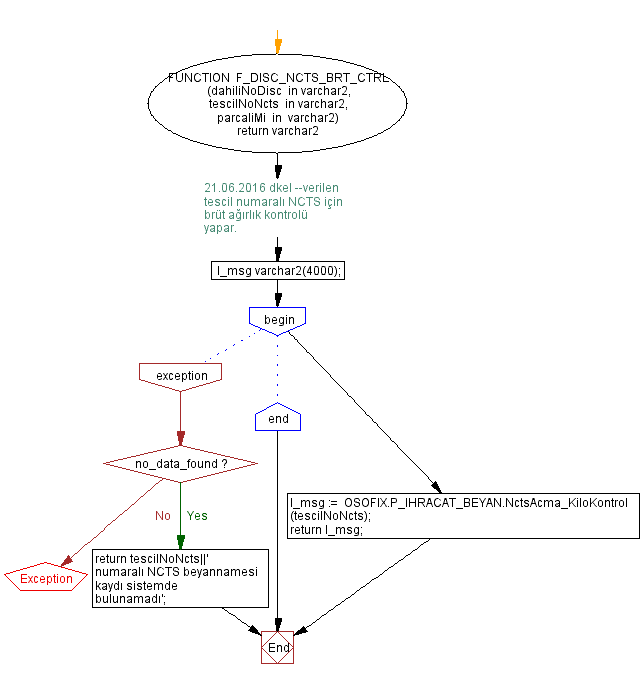 FUNCTION F_DISC_NCTS_BRT_CTRL
(dahiliNoDisc in varchar2,
tescilNoNcts in varchar2,
parcaliMi in varchar2)
return varchar2
21.06.2016 dkel --verilen
tescil numaralı NCTS için
brüt ağırlık kontrolü
yapar.
l_msg varchar2(4000);
begin
exception
end
no_data_found ?
l_msg := OSOFIX.P_IHRACAT_BEYAN.NctsAcma_KiloKontrol
(tescilNoNcts);
return l_msg;
No
Yes
Exception
return tescilNoNcts||'
numaralı NCTS beyannamesi
kaydı sistemde
bulunamadı';
End